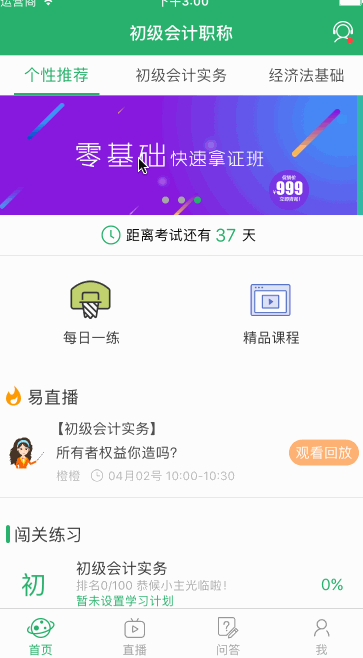 运营商 下午3:00
初级会计职称
个性推荐 初级会计实务 经济法基础
零基础快速拿证班
¥999
立即咨询!
距离考试还有 37 天
每日一练 精品课程
易直播
【初级会计实务】
所有者权益你造吗?
观看回放
橙橙 04月02号 10:00-10:30
闯关练习
初
初级会计实务
排名0/100 恭候小主光临啦!
0%
暂未设置学习计划
首页 直播 问答 我